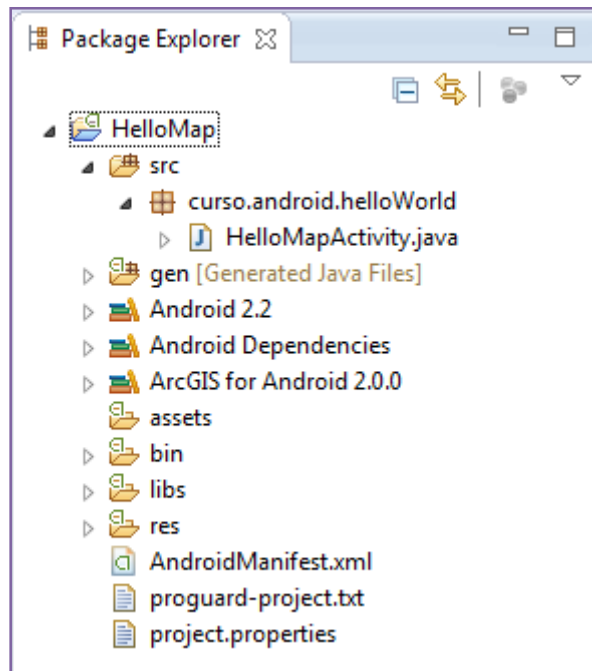 Package Explorer
HelloMap
src
curso.android.helloWorld
HelloMapActivity.java
gen [Generated Java Files]
Android 2.2
Android Dependencies
ArcGIS for Android 2.0.0
assets
bin
libs
res
AndroidManifest.xml
proguard-project.txt
project.properties